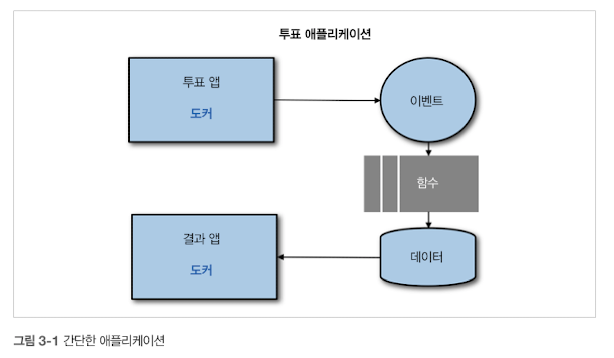 투표 애플리케이션
투표 앱
도커
이벤트
함수
결과 앱
도커
데이터
그림 3-1 간단한 애플리케이션